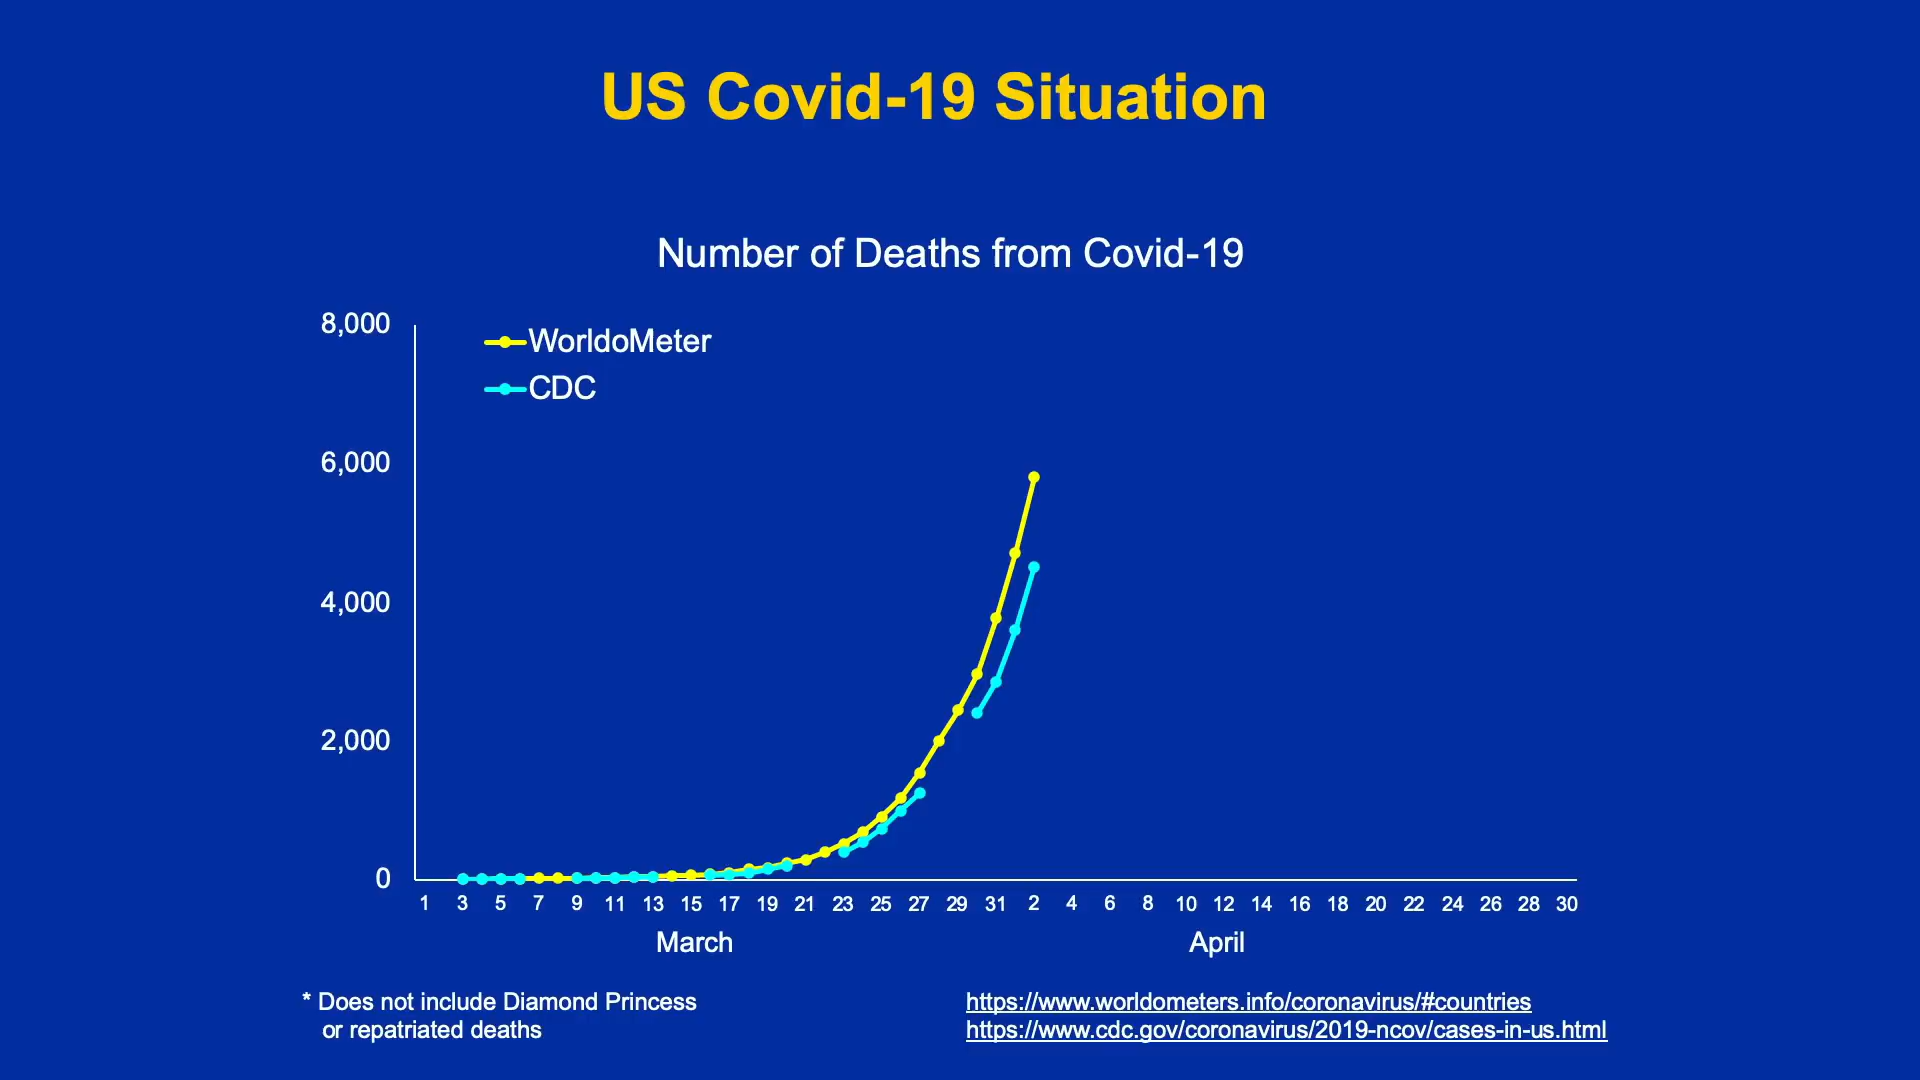 US Covid-19 Situation
Number of Deaths from Covid-19
8,000
6,000
4,000
2,000
0
WorldoMeter
CDC
1 3 5 7 9 11 13 15 17 19 21 23 25 27 29 31 2 4 6 8 10 12 14 16 18 20 22 24 26 28 30
March April
* Does not include Diamond Princess
or repatriated deaths
https://www.worldometers.info/coronavirus/#countries
https://www.cdc.gov/coronavirus/2019-ncov/cases-in-us.html